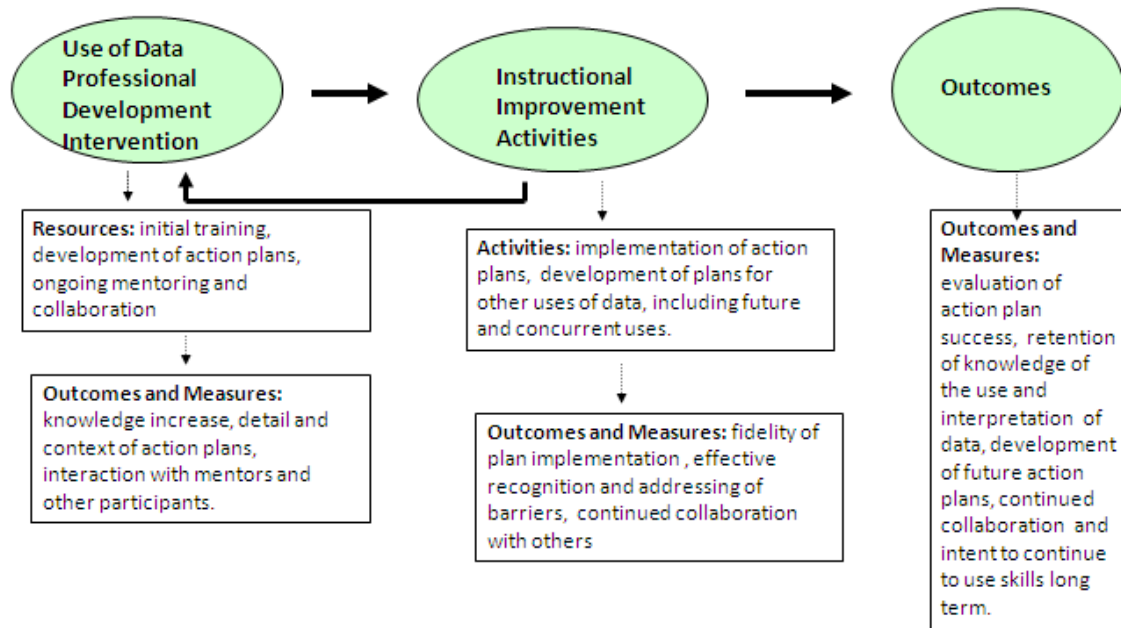 Use of Data
Professional
Development
Intervention
Instructional
Improvement
Activities
Outcomes
Resources: initial training,
development of action plans,
ongoing mentoring and
collaboration
Outcomes and Measures:
knowledge increase, detail and
context of action plans,
interaction with mentors and
other participants.
Activities: implementation of action
plans, development of plans for
other uses of data, including future
and concurrent uses.
Outcomes and Measures: fidelity of
plan implementation , effective
recognition and addressing of
barriers, continued collaboration
with others
Outcomes and
Measures:
evaluation of
action plan
success, retention
of knowledge of
the use and
interpretation of
data, development
of future action
plans, continued
collaboration and
intent to continue
to use skills long
term.